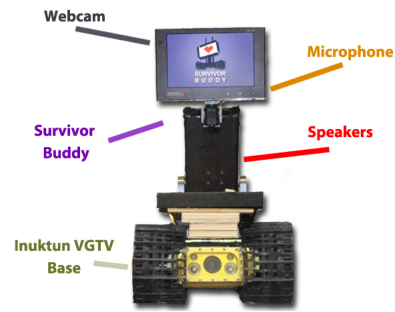 Webcam
Microphone
SURVIVOR
BUDDY
Survivor
Buddy
Speakers
Inuktun VGTV
Base